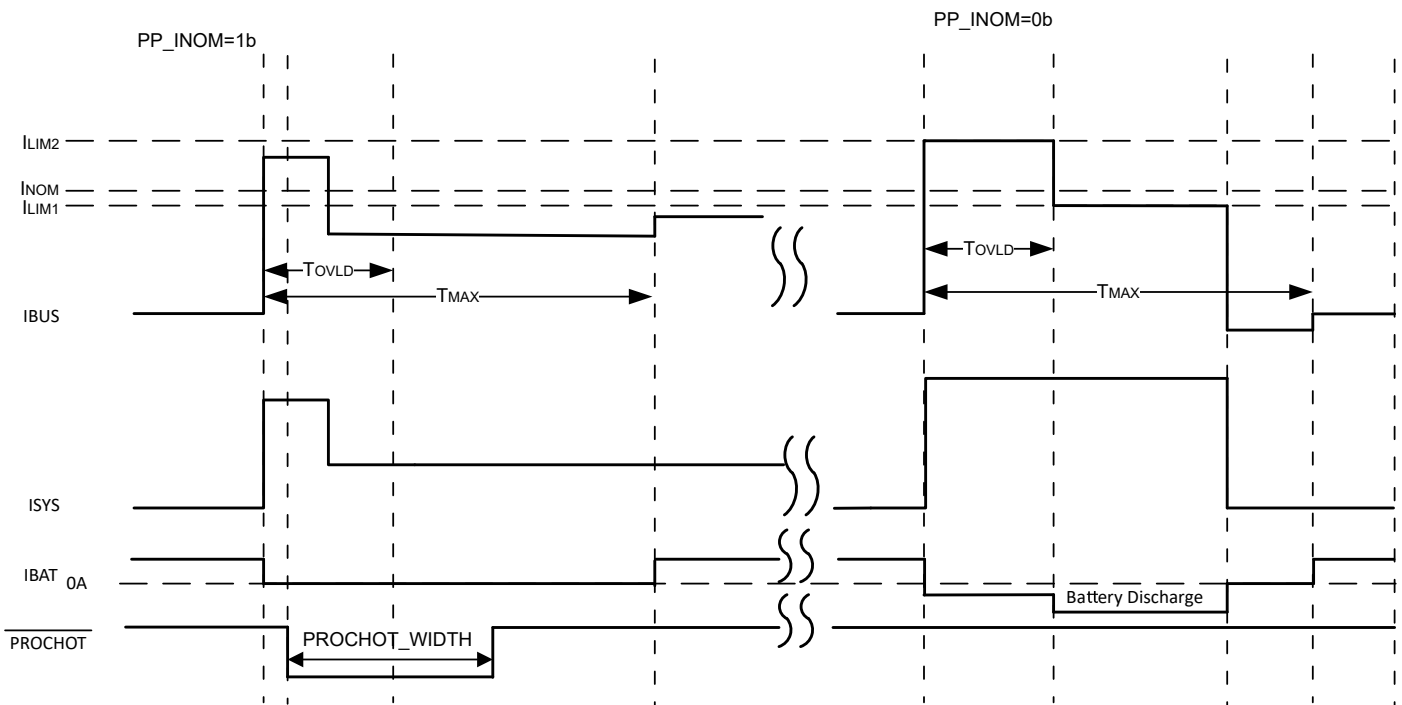 PP_INOM=1b
PP_INOM=0b
ILIM2
INOM
ILIM1
TOVLD
TOVLD
TMAX
TMAX
IBUS
ISYS
IBAT 0A
Battery Discharge
PROCHOT
PROCHOT_WIDTH